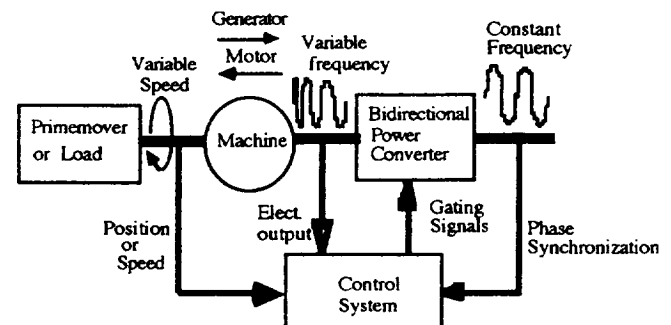 Generator
Motor
Variable
Speed
Variable
frequency
Constant
Frequency
Primemover
or Load
Machine
Bidirectional
Power
Converter
Position
or
Speed
Elect.
output
Gating
Signals
Phase
Synchronization
Control
System